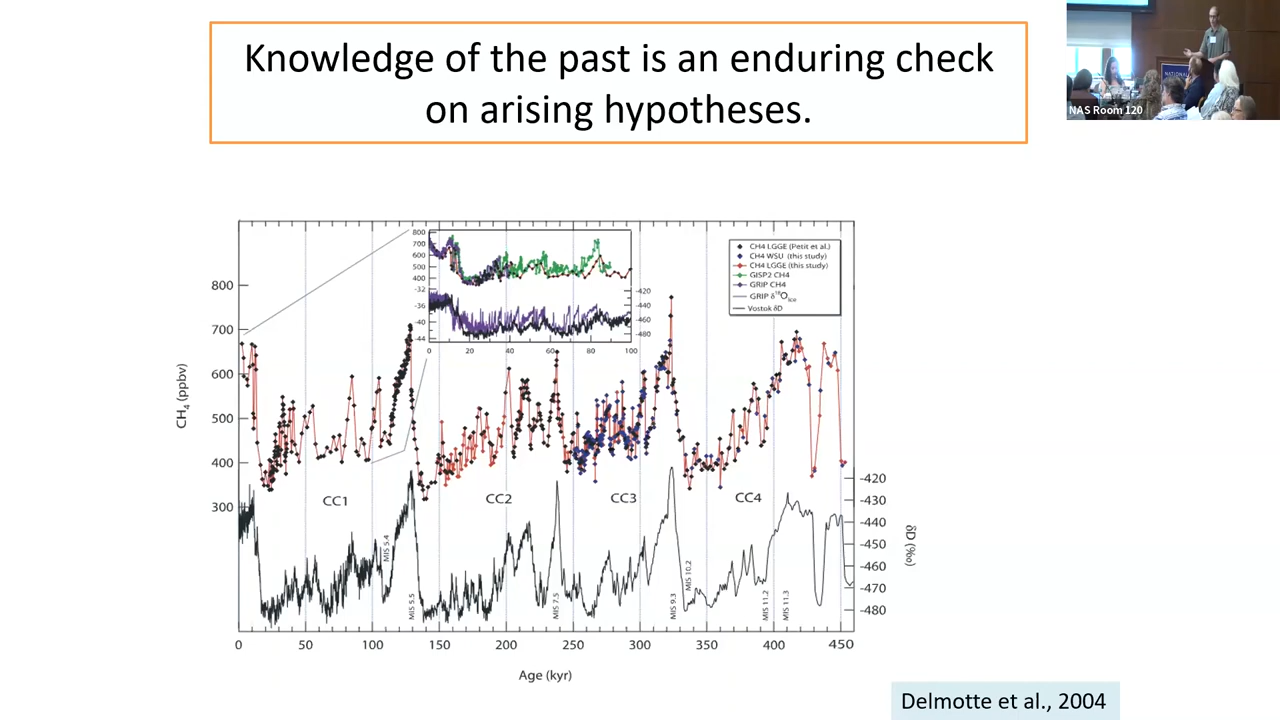 Knowledge of the past is an enduring check
on arising hypotheses.
NATIONAL
NAS Room 120
800
700
600
500
400
-32
-36
-40
-44
-420
-440
-460
-480
0
20
40
60
80
100
CH4 LGGE (Petit et al.)
CH4 WSU (this study)
CH4 LGGE (this study)
GISP2 CH4
GRIP CH4
GRIP δ18Oice
Vostok δD
CH4 (ppbv)
800
700
600
500
400
300
CC1
CC2
CC3
CC4
MIS 5.4
MIS 5.5
MIS 7.5
MIS 9.3
MIS 10.2
MIS 11.2
MIS 11.3
-420
-430
-440
-450
-460
-470
-480
δD (‰)
0
50
100
150
200
250
300
350
400
450
Age (kyr)
Delmotte et al., 2004